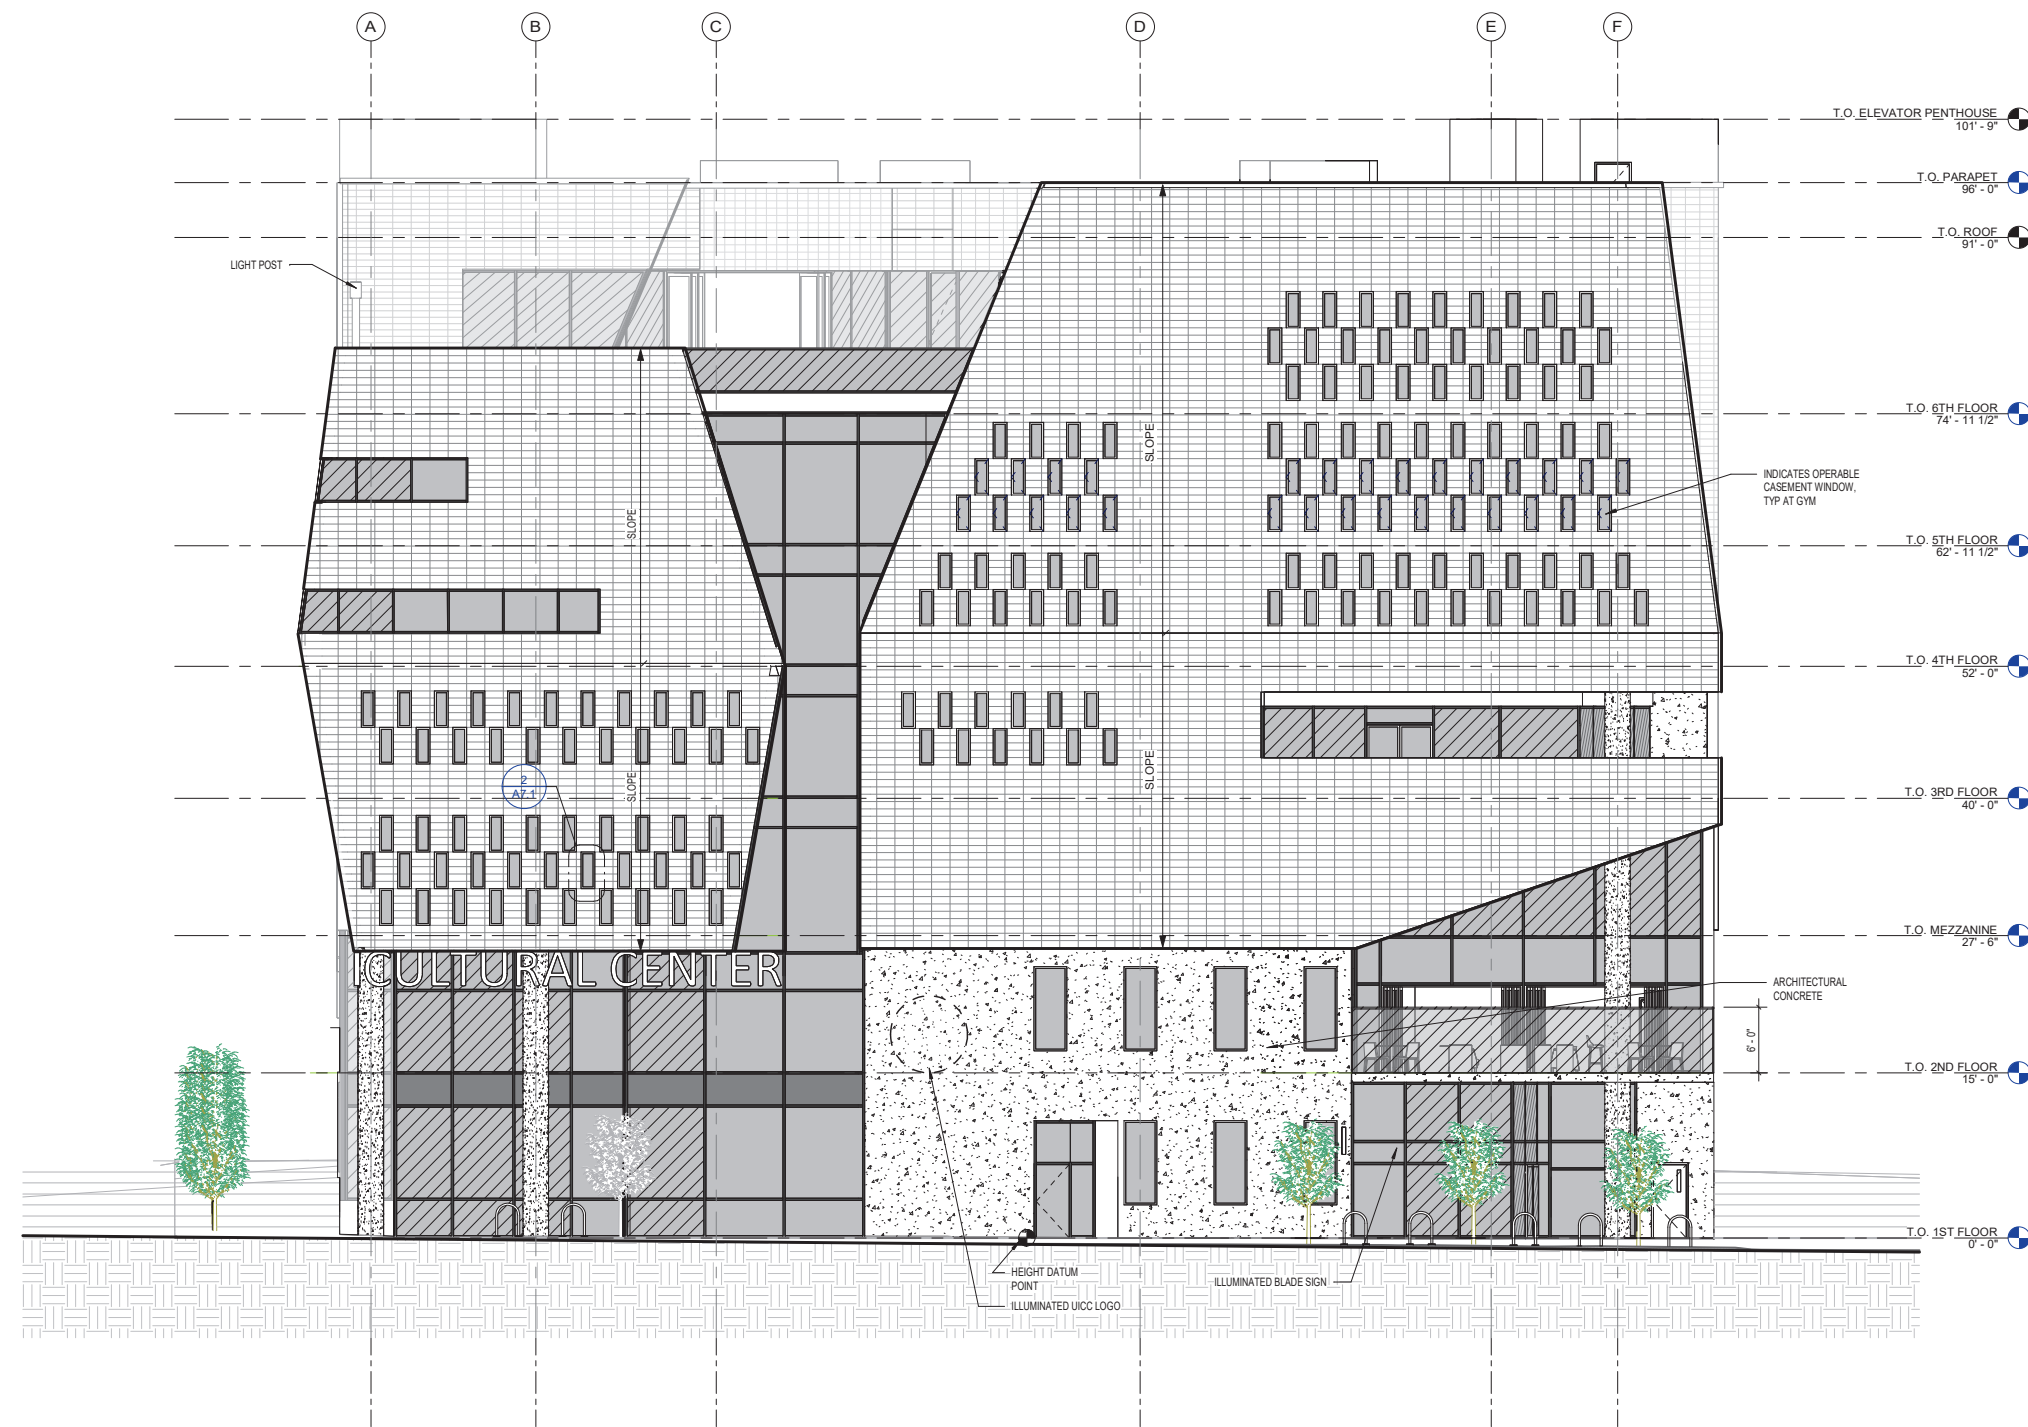 A B C D E F
T.O. ELEVATOR PENTHOUSE
101' - 9"
T.O. PARAPET
96' - 0"
T.O. ROOF
91' - 0"
LIGHT POST
T.O. 6TH FLOOR
74' - 11 1/2"
SLOPE
INDICATES OPERABLE
CASEMENT WINDOW,
TYP AT GYM
SLOPE
T.O. 5TH FLOOR
62' - 11 1/2"
T.O. 4TH FLOOR
52' - 0"
SLOPE
SLOPE
2
A7.1
T.O. 3RD FLOOR
40' - 0"
T.O. MEZZANINE
27' - 6"
CULTURAL CENTER
ARCHITECTURAL
CONCRETE
6' - 0"
T.O. 2ND FLOOR
15' - 0"
T.O. 1ST FLOOR
0' - 0"
HEIGHT DATUM
POINT
ILLUMINATED BLADE SIGN
ILLUMINATED UICC LOGO